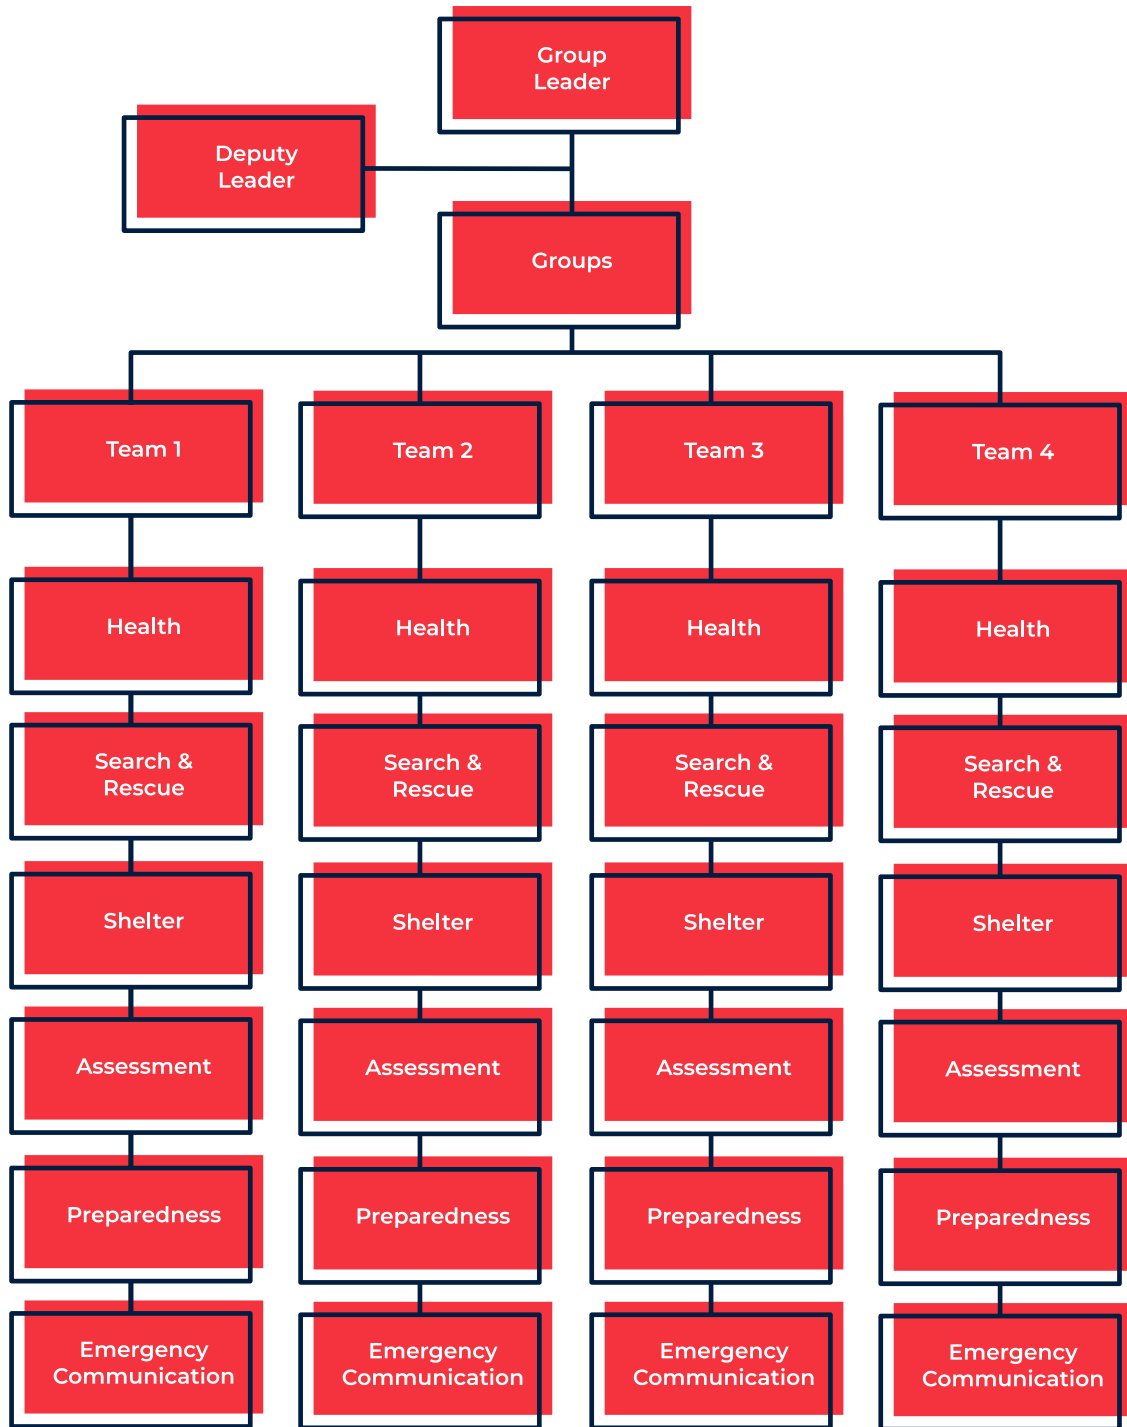 Group
Leader
Deputy
Leader
Groups
Team 1
Team 2
Team 3
Team 4
Health
Health
Health
Health
Search &
Rescue
Search &
Rescue
Search &
Rescue
Search &
Rescue
Shelter
Shelter
Shelter
Shelter
Assessment
Assessment
Assessment
Assessment
Preparedness
Preparedness
Preparedness
Preparedness
Emergency
Communication
Emergency
Communication
Emergency
Communication
Emergency
Communication